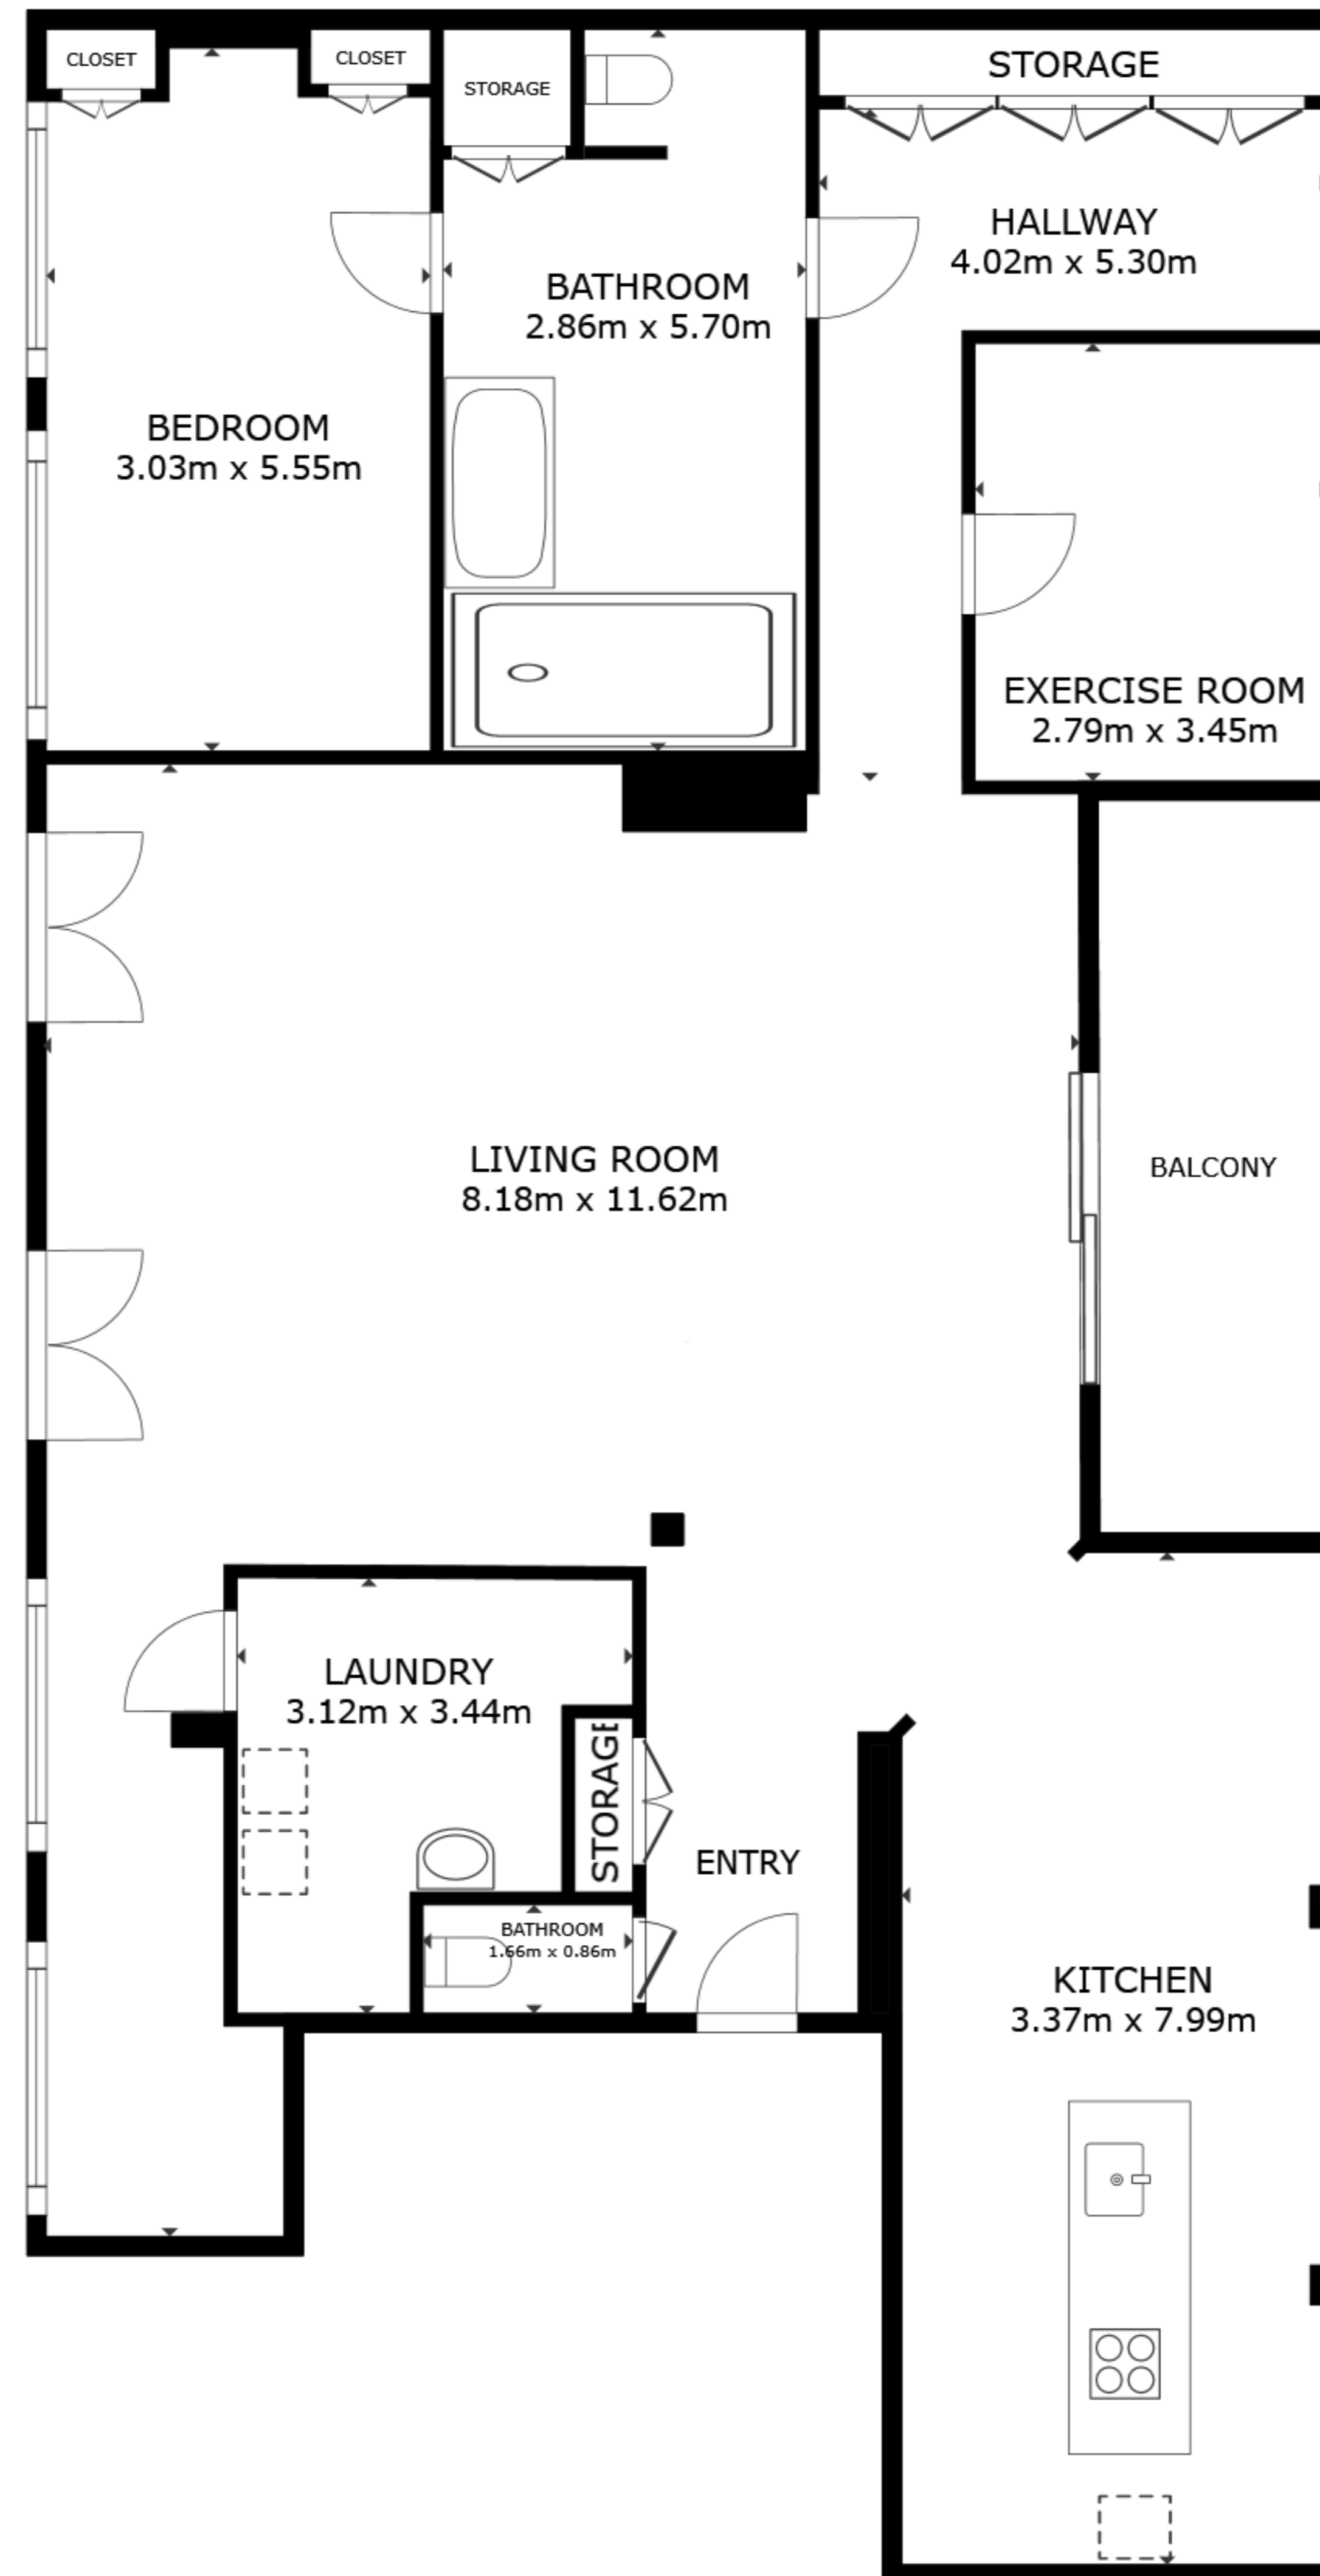 CLOSET
CLOSET
STORAGE
STORAGE
HALLWAY
4.02m x 5.30m
BATHROOM
2.86m x 5.70m
BEDROOM
3.03m x 5.55m
EXERCISE ROOM
2.79m x 3.45m
LIVING ROOM
8.18m x 11.62m
BALCONY
LAUNDRY
3.12m x 3.44m
STORAGE
ENTRY
BATHROOM
1.66m x 0.86m
KITCHEN
3.37m x 7.99m